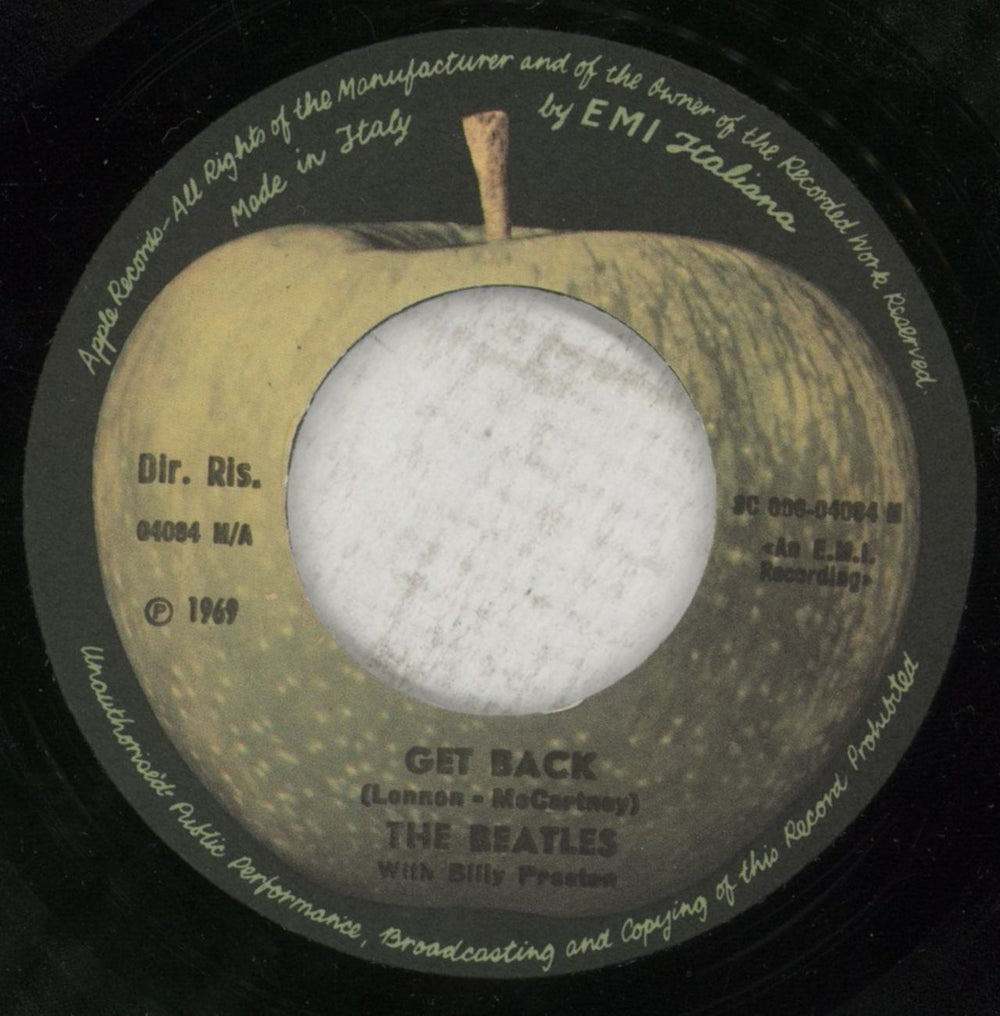 Apple Records-All Rights of the Manufacturer and of the Owner of the Recorded Work Reserved.
Made in Italy by EMI Italiana
Dir. Ris.
04084 M/A
Ⓟ 1969
3C 006-04084 M
<An E.M.I.
Recording>
GET BACK
(Lennon - McCartney)
THE BEATLES
With Billy Preston
Unauthorised Public Performance, Broadcasting and Copying of this Record Prohibited